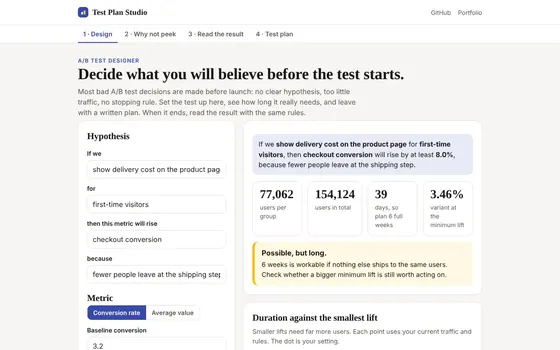 Test Plan Studio
GitHub
Portfolio
1 · Design
2 · Why not peek
3 · Read the result
4 · Test plan
A/B TEST DESIGNER
Decide what you will believe before the test starts.
Most bad A/B test decisions are made before launch: no clear hypothesis, too little
traffic, no stopping rule. Set the test up here, see how long it really needs, and leave
with a written plan. When it ends, read the result with the same rules.
Hypothesis
If we
show delivery cost on the product pag
for
first-time visitors
then this metric will rise
checkout conversion
because
fewer people leave at the shipping step
Metric
Conversion rate
Average value
Baseline conversion
3.2
If we show delivery cost on the product page for first-time
visitors, then checkout conversion will rise by at least 8.0%,
because fewer people leave at the shipping step.
77,062
users per
group
154,124
users in total
39
days, so
plan 6 full
weeks
3.46%
variant at
the
minimum lift
Possible, but long.
6 weeks is workable if nothing else ships to the same users.
Check whether a bigger minimum lift is still worth acting on.
Duration against the smallest lift
Smaller lifts need far more users. Each point uses your current traffic and
rules. The dot is your setting.